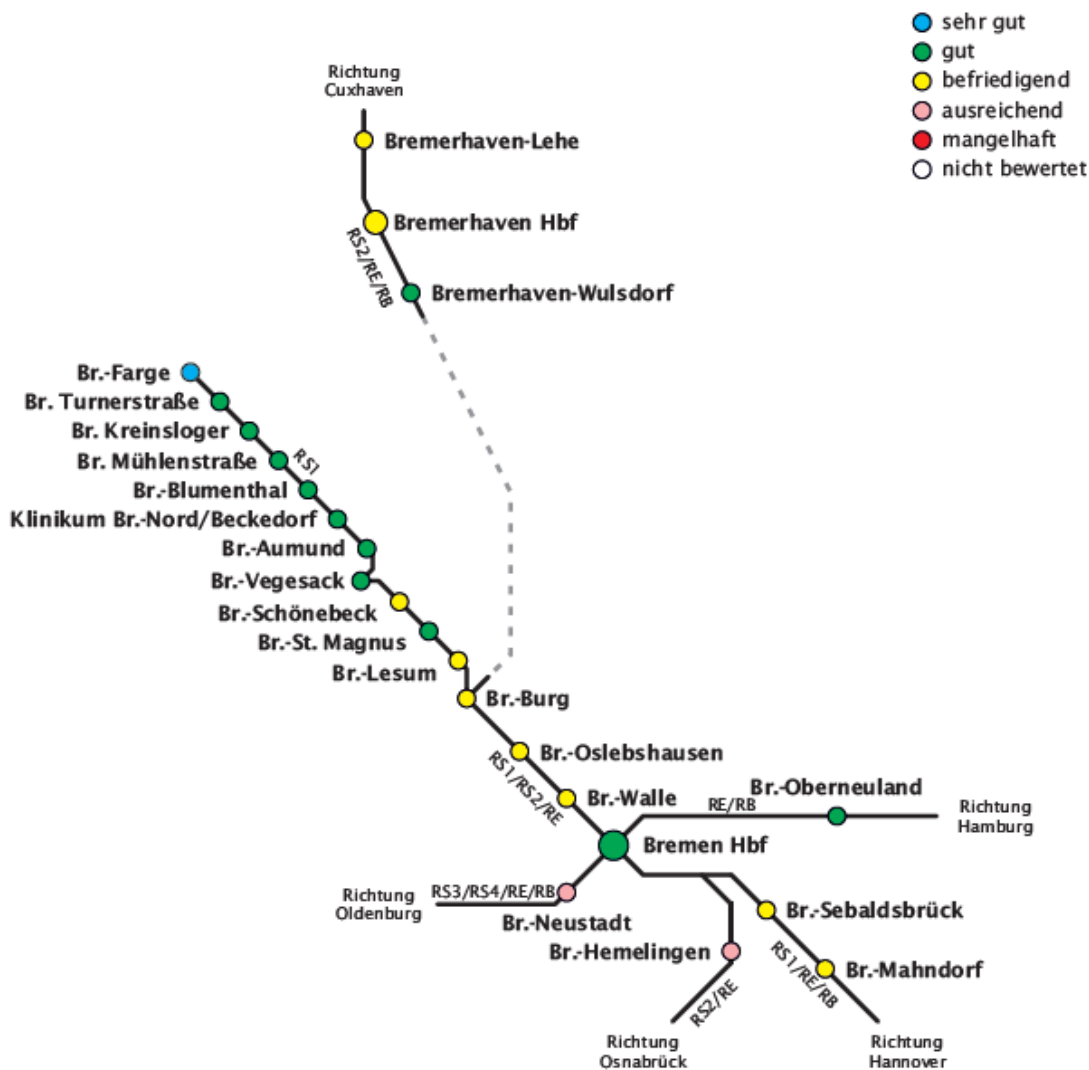 sehr gut
gut
befriedigend
ausreichend
mangelhaft
nicht bewertet
Richtung
Cuxhaven
Bremerhaven-Lehe
Bremerhaven Hbf
RS2/RE/RB
Bremerhaven-Wulsdorf
Br.-Farge
Br. Turnerstraße
Br. Kreinsloger
Br. Mühlenstraße
RS1
Br.-Blumenthal
Klinikum Br.-Nord/Beckedorf
Br.-Aumund
Br.-Vegesack
Br.-Schönebeck
Br.-St. Magnus
Br.-Lesum
Br.-Burg
Br.-Oslebshausen
RS1/RS2/RE
Br.-Walle
Br.-Oberneuland
RE/RB
Richtung
Hamburg
Bremen Hbf
RS3/RS4/RE/RB
Richtung
Oldenburg
Br.-Neustadt
Br.-Sebaldsbrück
Br.-Hemelingen
Br.-Mahndorf
RS1/RE/RB
RS2/RE
Richtung
Osnabrück
Richtung
Hannover